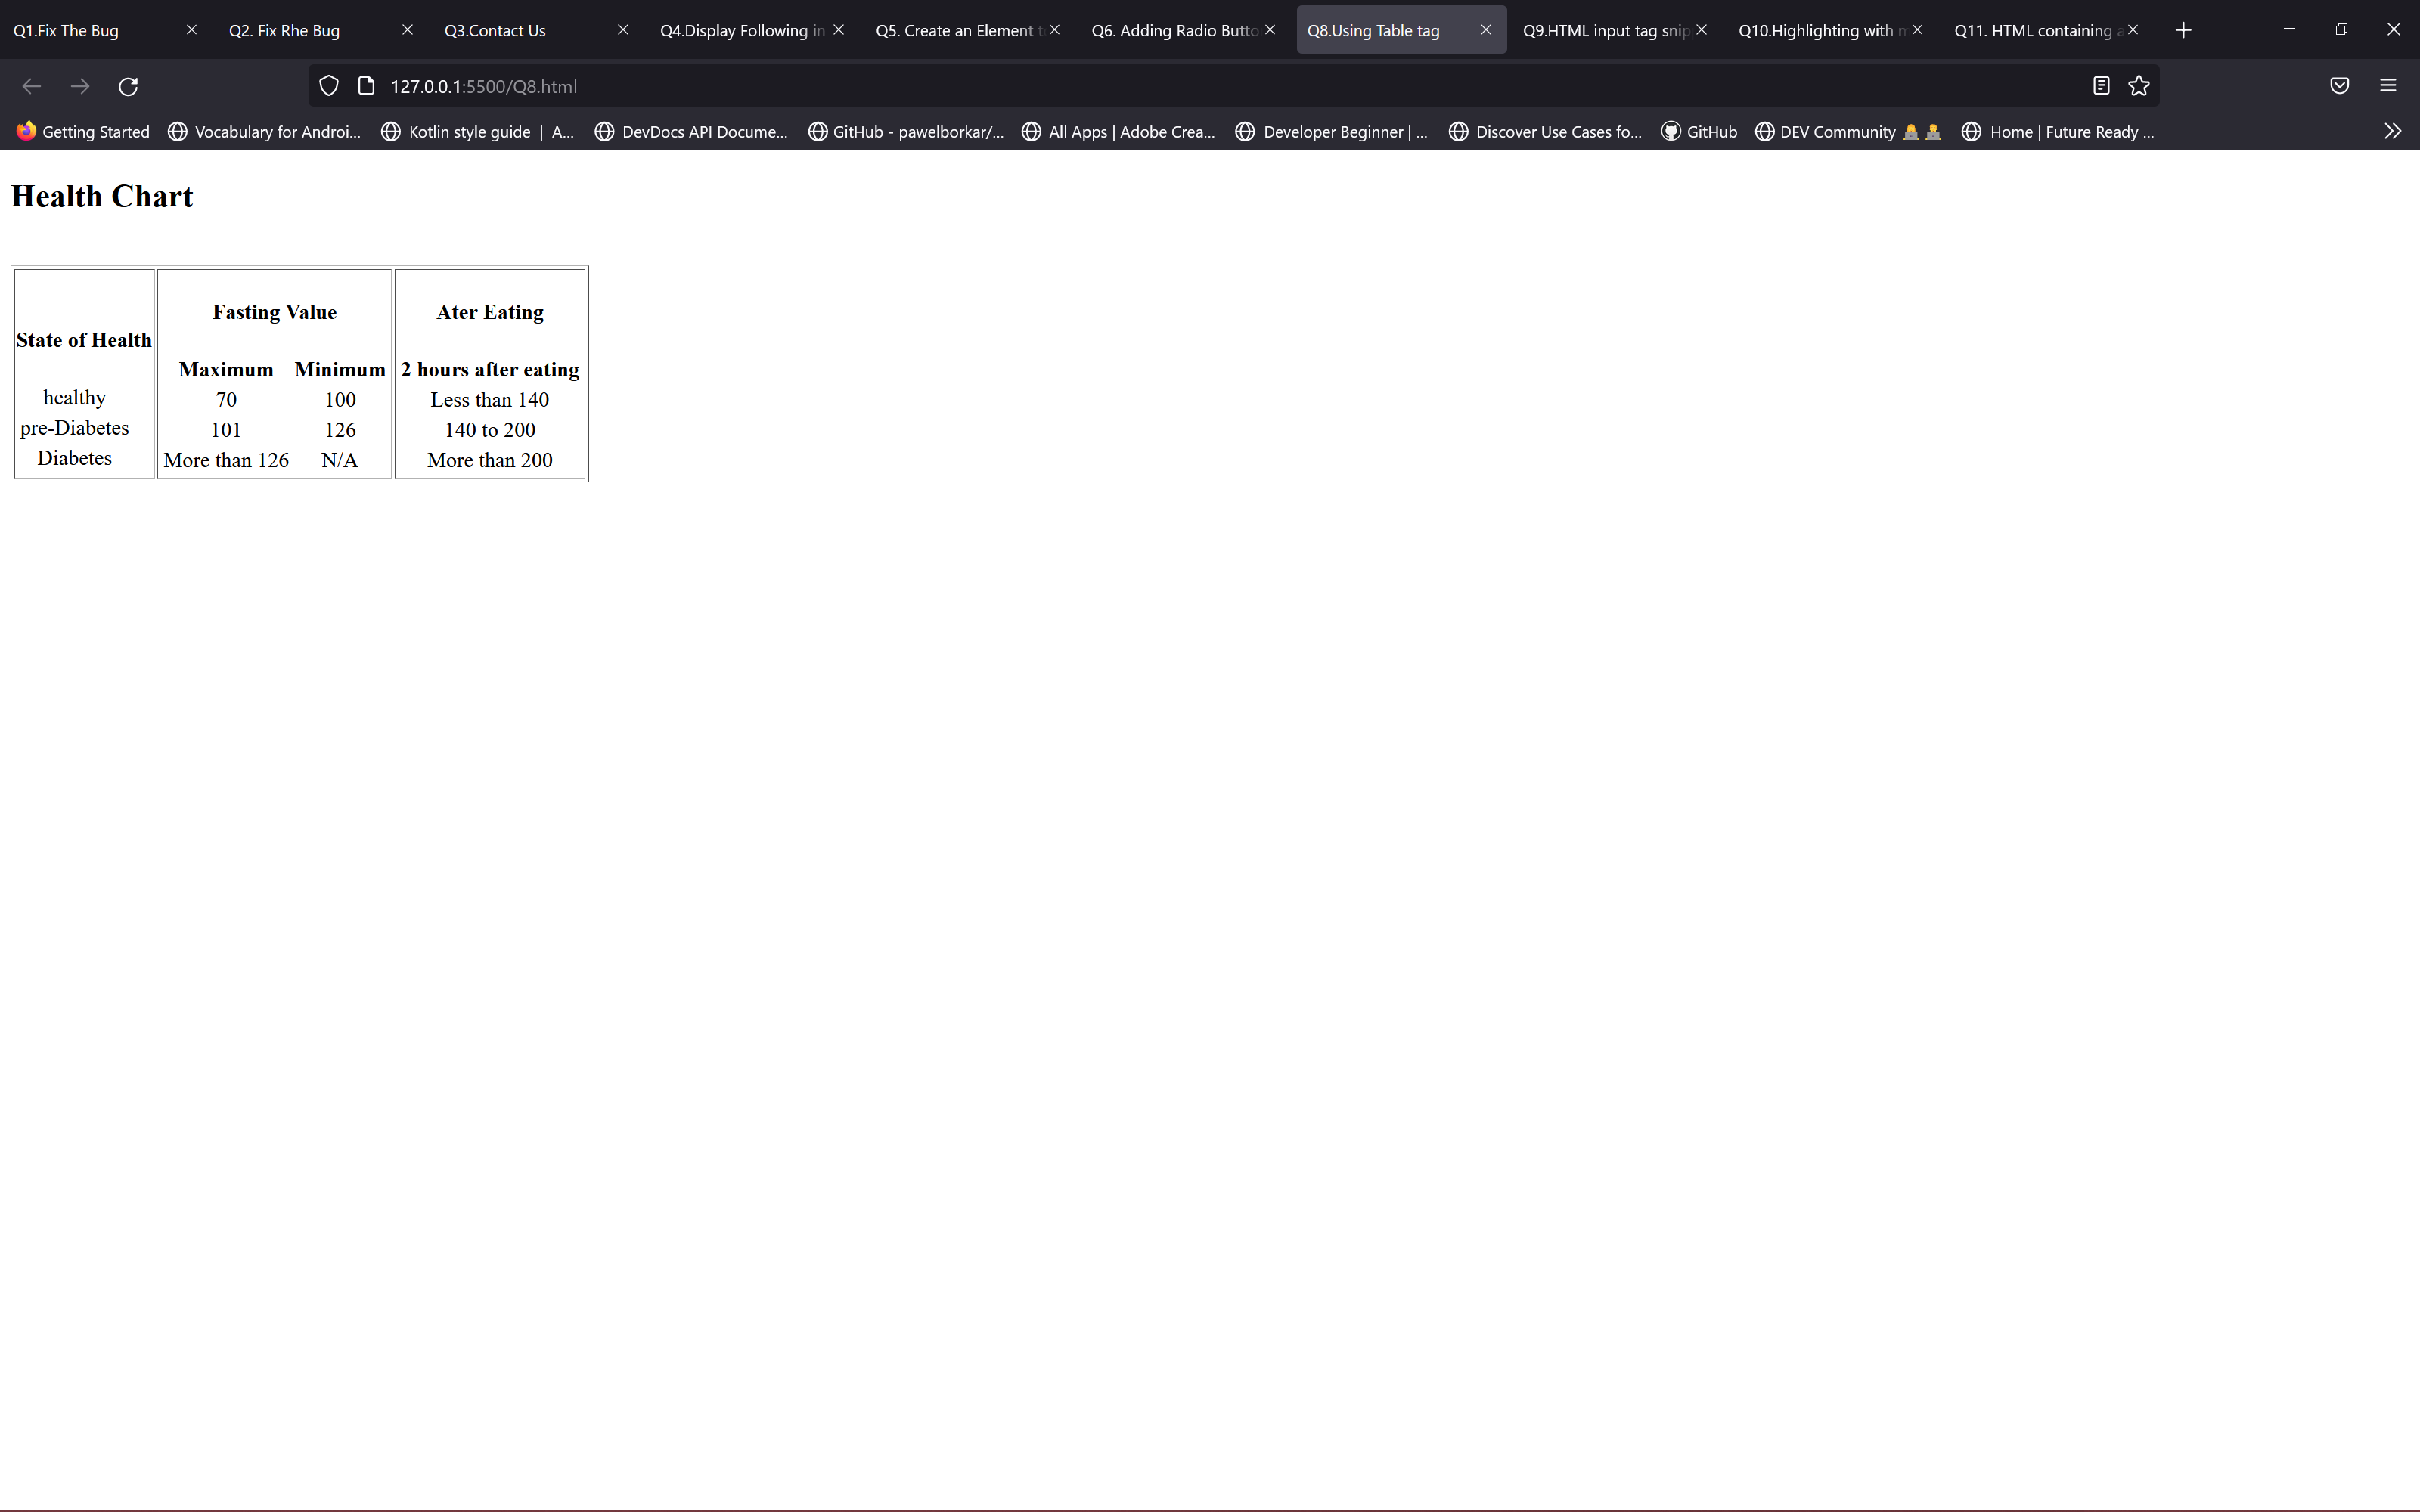 Q1.Fix The Bug
Q2. Fix Rhe Bug
Q3.Contact Us
Q4.Display Following in
Q5. Create an Element
Q6. Adding Radio Butto
Q8.Using Table tag
Q9.HTML input tag snip
Q10.Highlighting with
Q11. HTML containing
127.0.0.1:5500/Q8.html
Getting Started
Vocabulary for Androi...
Kotlin style guide | A...
DevDocs API Docume...
GitHub - pawelborkar/...
All Apps | Adobe Crea...
Developer Beginner | ...
Discover Use Cases fo...
GitHub
DEV Community
Home | Future Ready ...
Health Chart
Fasting Value Ater Eating
State of Health
Maximum Minimum 2 hours after eating
healthy 70 100 Less than 140
pre-Diabetes 101 126 140 to 200
Diabetes More than 126 N/A More than 200